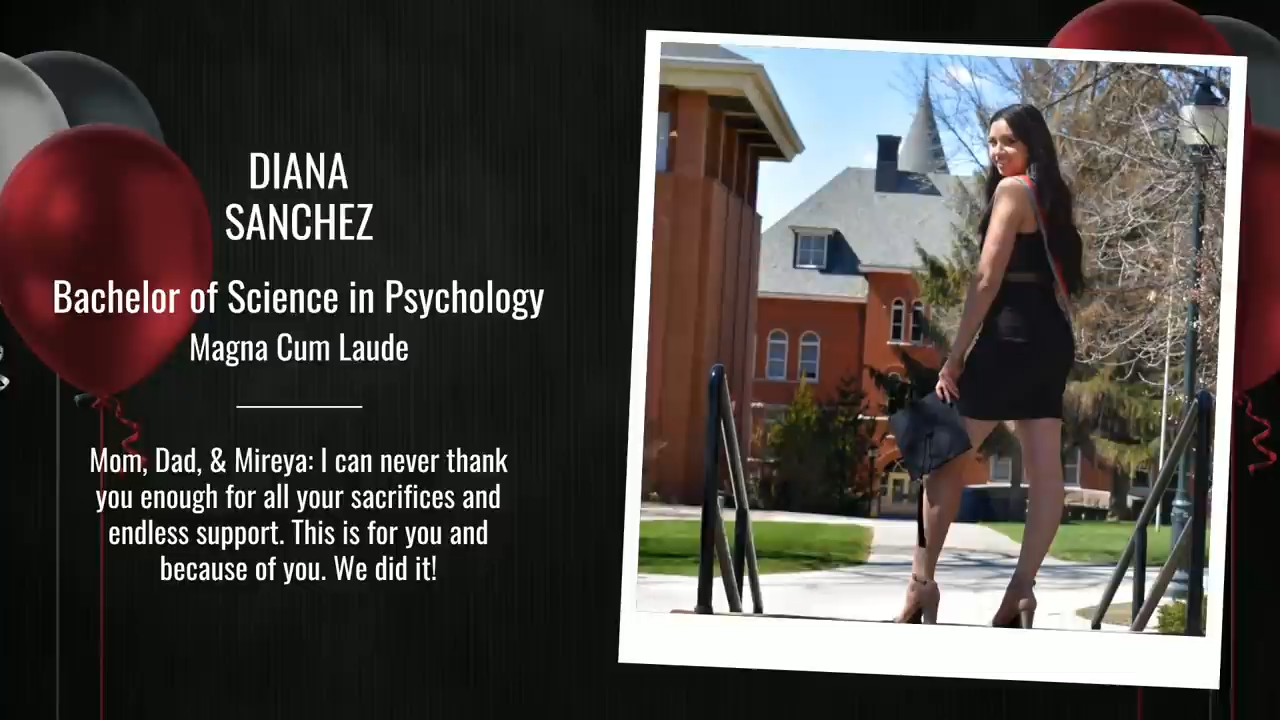 DIANA
SANCHEZ
Bachelor of Science in Psychology
Magna Cum Laude
Mom, Dad, & Mireya: I can never thank
you enough for all your sacrifices and
endless support. This is for you and
because of you. We did it!